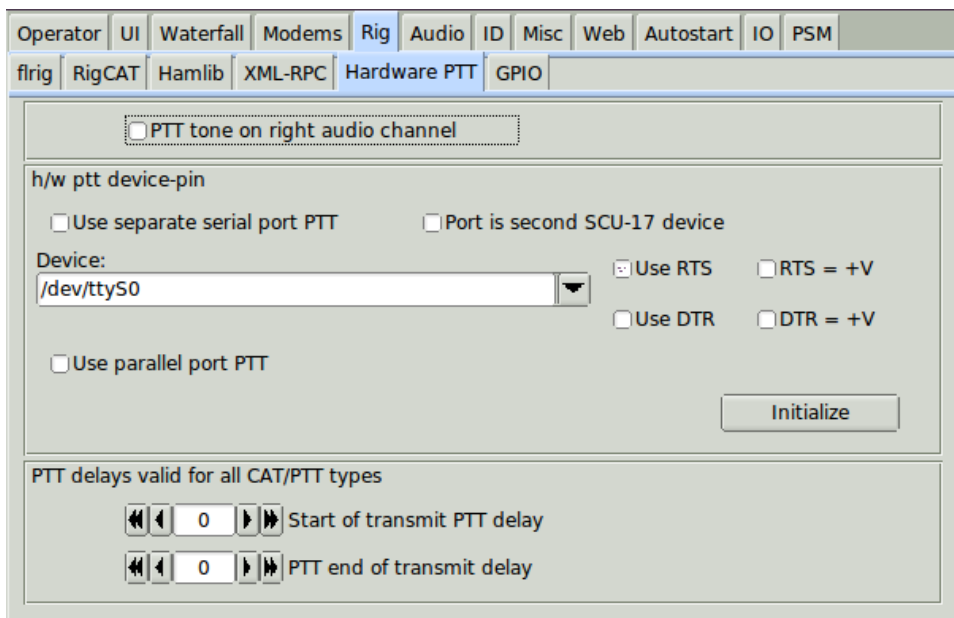 Operator UI Waterfall Modems Rig Audio ID Misc Web Autostart IO PSM
flrig RigCAT Hamlib XML-RPC Hardware PTT GPIO
PTT tone on right audio channel
h/w ptt device-pin
Use separate serial port PTT Port is second SCU-17 device
Device:
/dev/ttyS0
Use RTS RTS = +V
Use DTR DTR = +V
Use parallel port PTT
Initialize
PTT delays valid for all CAT/PTT types
0 Start of transmit PTT delay
0 PTT end of transmit delay